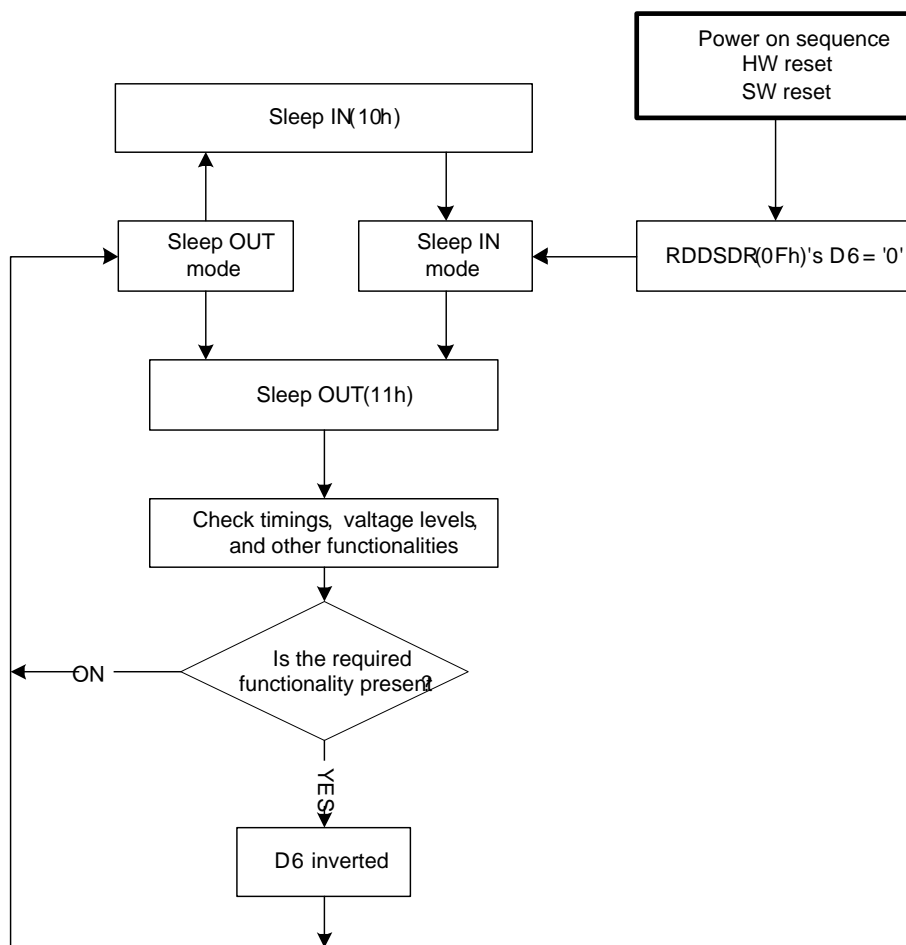 Power on sequence
HW reset
SW reset
Sleep IN(10h)
Sleep OUT
mode
Sleep IN
mode
RDDSDR(0Fh)'s D6 = '0'
Sleep OUT(11h)
Check timings, valtage levels,
and other functionalities
Is the required
functionality present?
ON
YES
D6 inverted